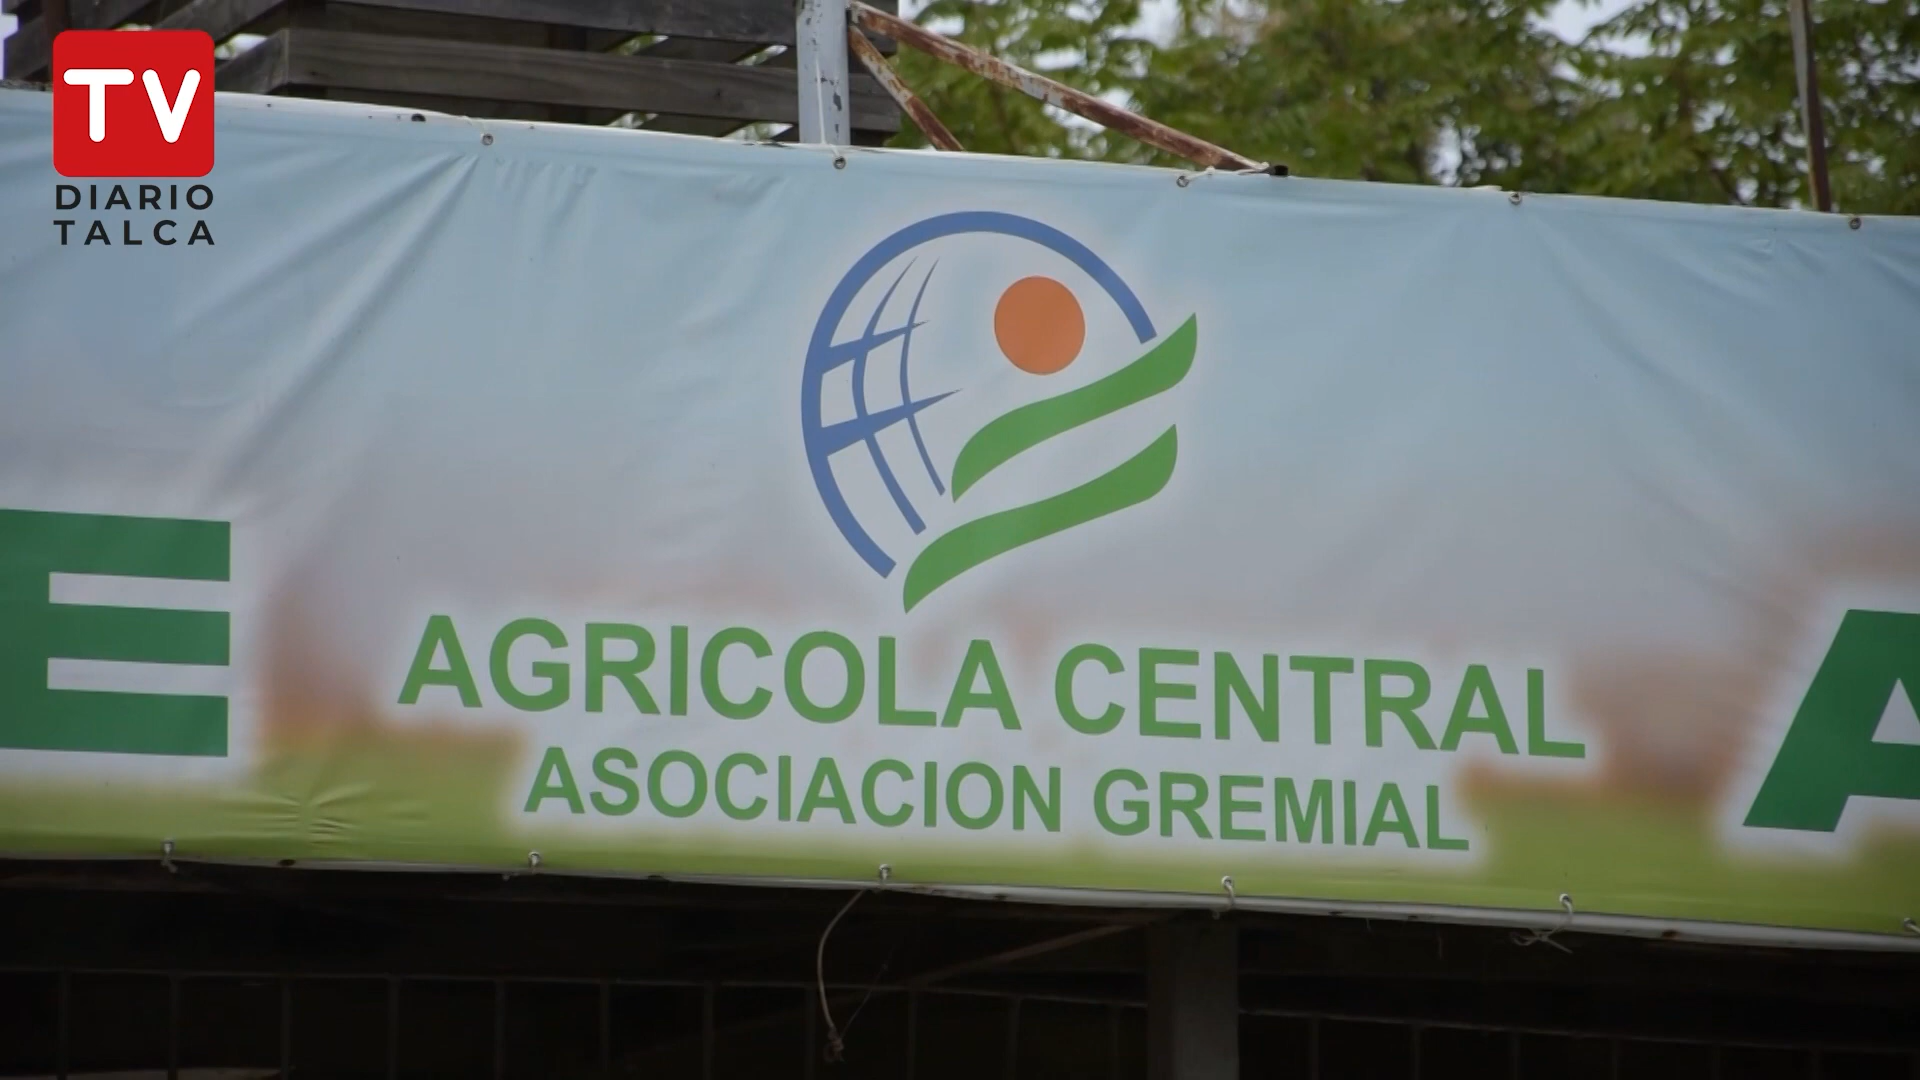 TV
DIARIO
TALCA
E
AGRICOLA CENTRAL
ASOCIACION GREMIAL
A